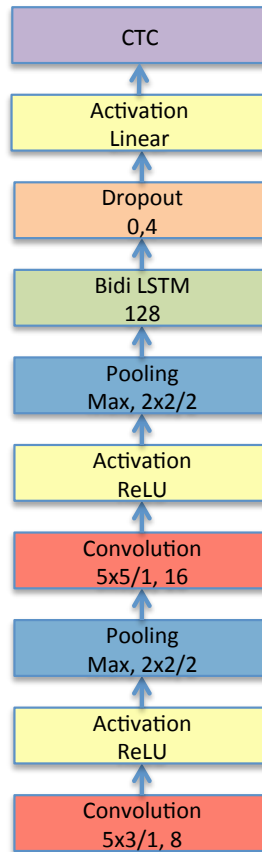 CTC
Activation
Linear
Dropout
0,4
Bidi LSTM
128
Pooling
Max, 2x2/2
Activation
ReLU
Convolution
5x5/1, 16
Pooling
Max, 2x2/2
Activation
ReLU
Convolution
5x3/1, 8